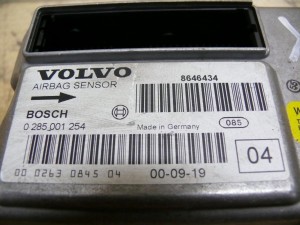 VOLVO
8646434
AIRBAG SENSOR
BOSCH
0 285 001 254
Made in Germany
085
04
00 0263 0845 04
00-09-19